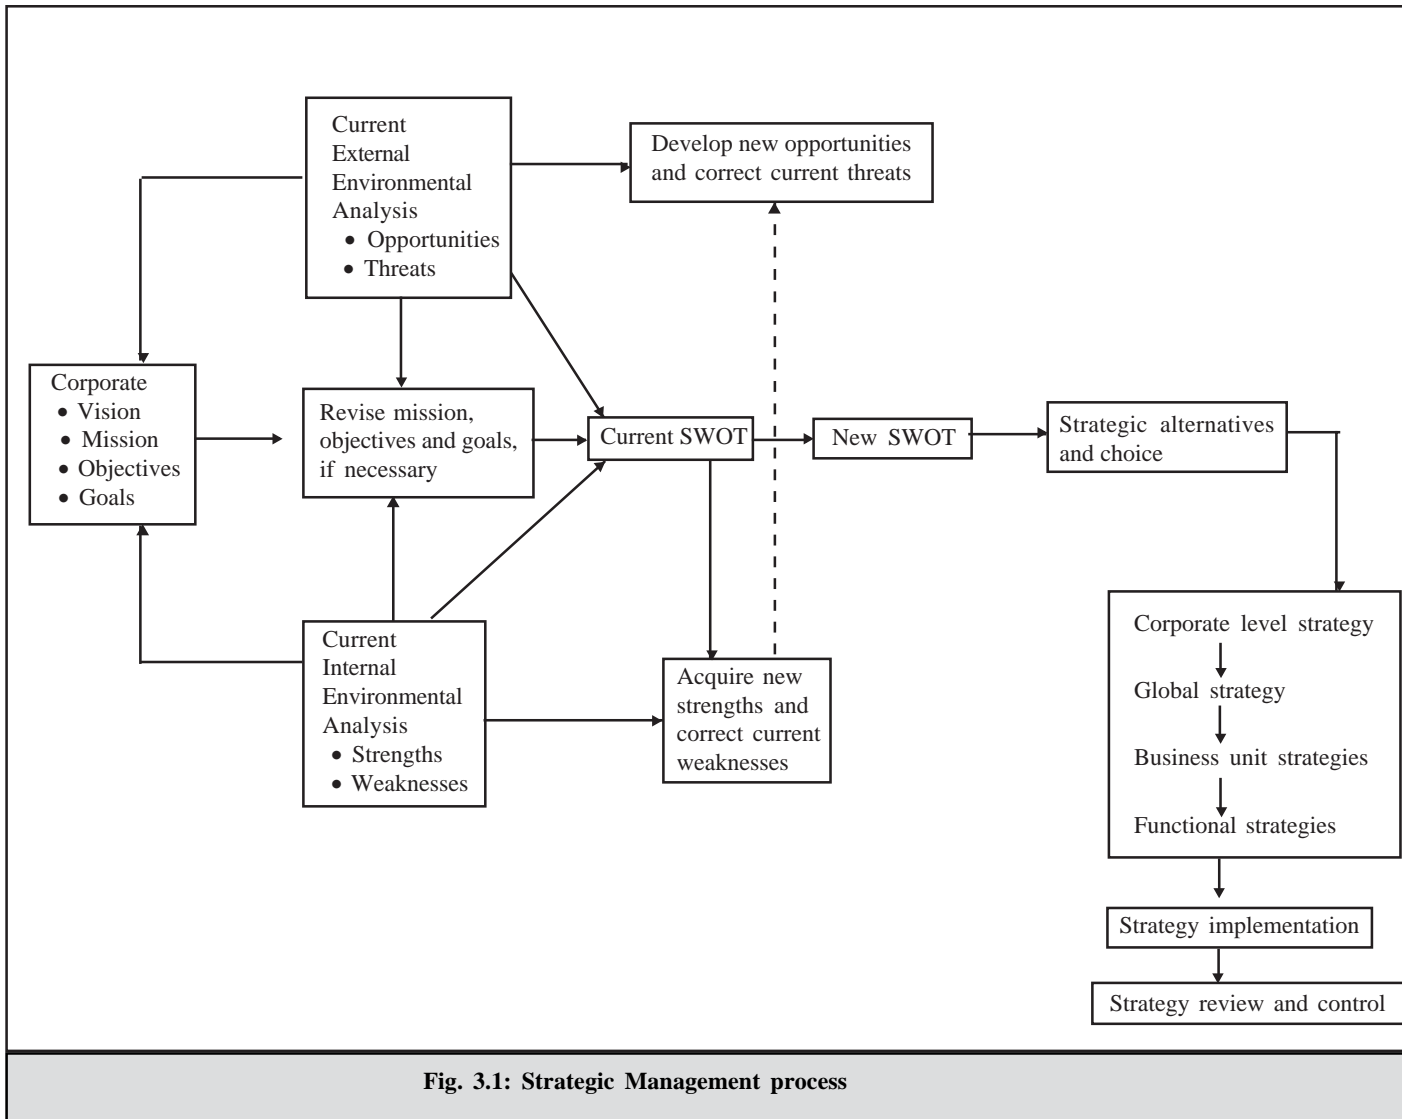 Current
External
Environmental
Analysis
• Opportunities
• Threats
Develop new opportunities
and correct current threats
Corporate
• Vision
• Mission
• Objectives
• Goals
Revise mission,
objectives and goals,
if necessary
Current SWOT
New SWOT
Strategic alternatives
and choice
Current
Internal
Environmental
Analysis
• Strengths
• Weaknesses
Acquire new
strengths and
correct current
weaknesses
Corporate level strategy
Global strategy
Business unit strategies
Functional strategies
Strategy implementation
Strategy review and control
Fig. 3.1: Strategic Management process